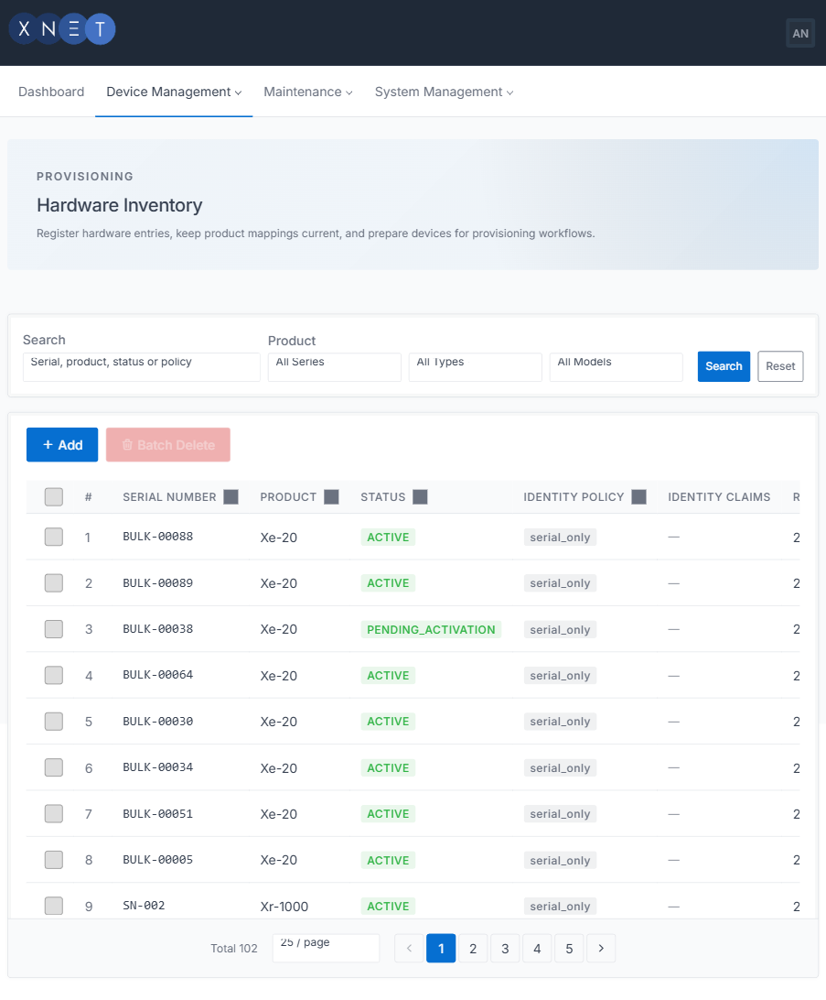 XNET
AN
Dashboard Device Management Maintenance System Management
PROVISIONING
Hardware Inventory
Register hardware entries, keep product mappings current, and prepare devices for provisioning workflows.
Search Product
Serial, product, status or policy All Series All Types All Models Search Reset
+ Add Batch Delete
# SERIAL NUMBER PRODUCT STATUS IDENTITY POLICY IDENTITY CLAIMS R
1 BULK-00088 Xe-20 ACTIVE serial_only — 2
2 BULK-00089 Xe-20 ACTIVE serial_only — 2
3 BULK-00038 Xe-20 PENDING_ACTIVATION serial_only — 2
4 BULK-00064 Xe-20 ACTIVE serial_only — 2
5 BULK-00030 Xe-20 ACTIVE serial_only — 2
6 BULK-00034 Xe-20 ACTIVE serial_only — 2
7 BULK-00051 Xe-20 ACTIVE serial_only — 2
8 BULK-00005 Xe-20 ACTIVE serial_only — 2
9 SN-002 Xr-1000 ACTIVE serial_only — 2
Total 102 25 / page < 1 2 3 4 5 >